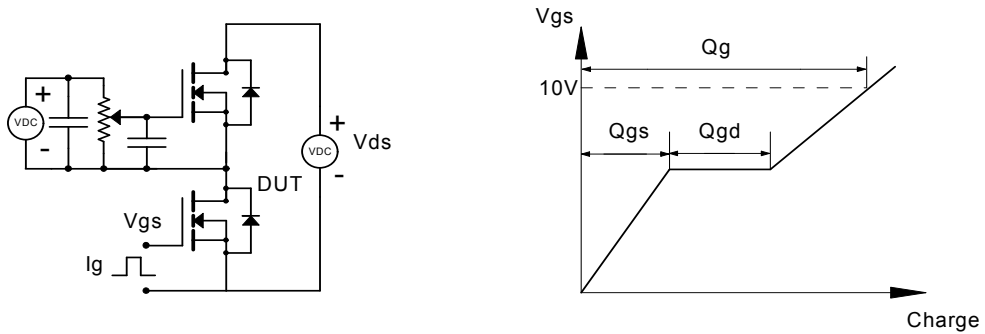 +
VDC
-
+
VDC
-
Vds
DUT
Vgs
Ig
Vgs
Qg
10V
Qgs
Qgd
Charge